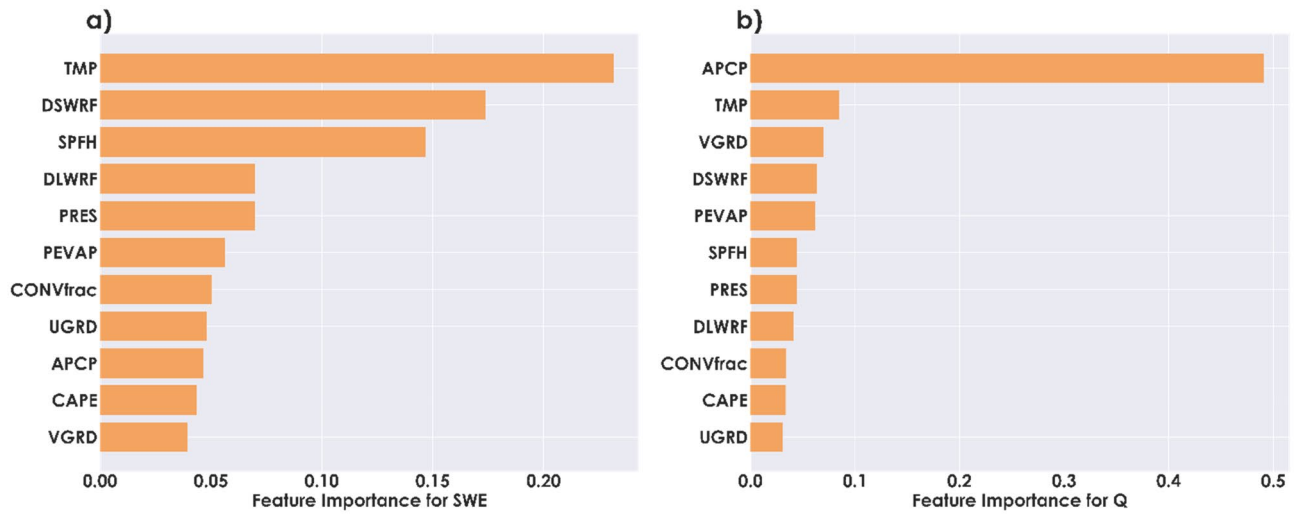 a)
TMP
DSWRF
SPFH
DLWRF
PRES
PEVAP
CONVfrac
UGRD
APCP
CAPE
VGRD
0.00 0.05 0.10 0.15 0.20
Feature Importance for SWE
b)
APCP
TMP
VGRD
DSWRF
PEVAP
SPFH
PRES
DLWRF
CONVfrac
CAPE
UGRD
0.0 0.1 0.2 0.3 0.4 0.5
Feature Importance for Q